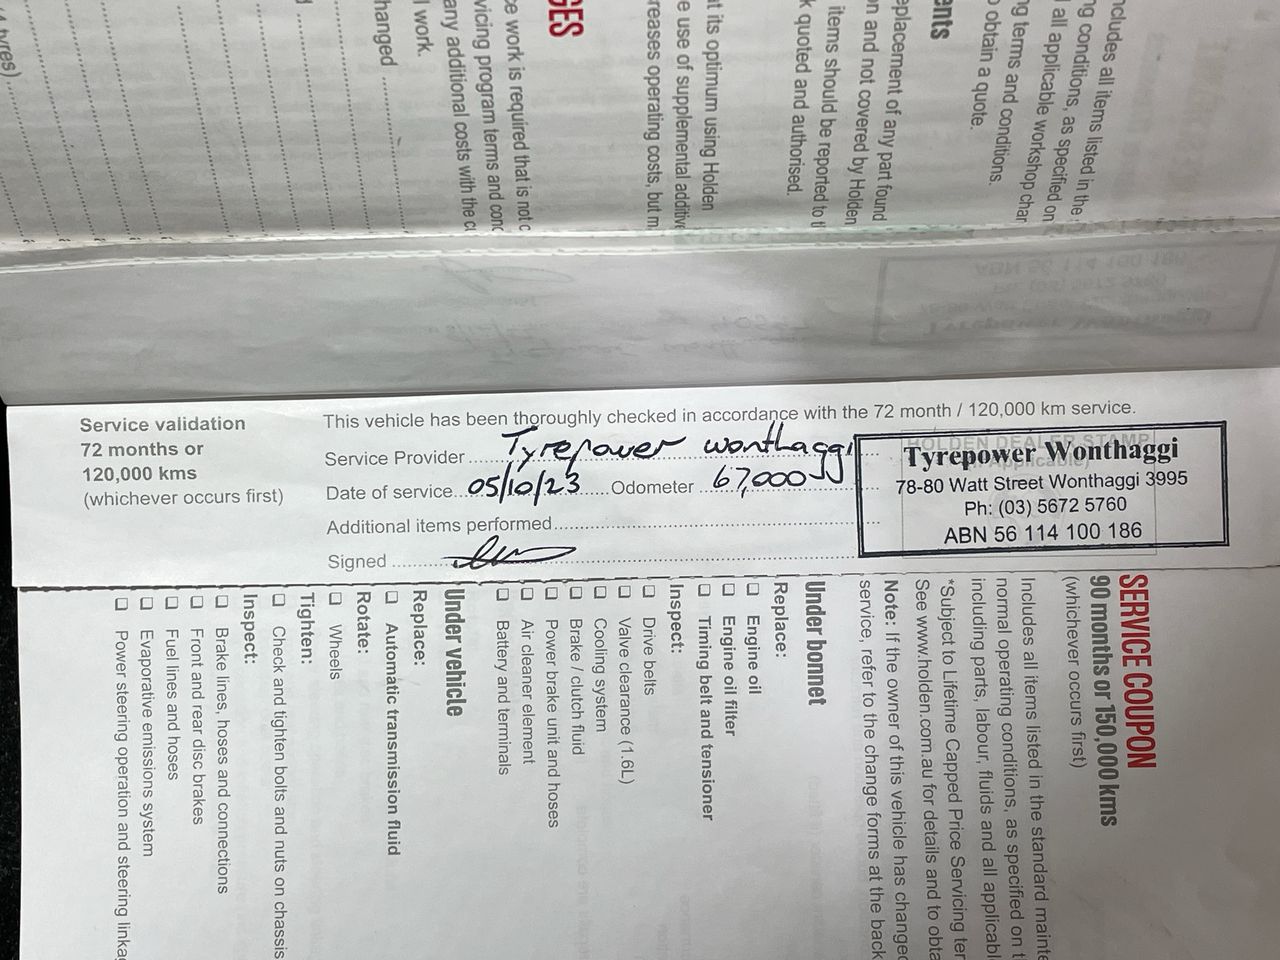 Service validation
72 months or
120,000 kms
(whichever occurs first)
This vehicle has been thoroughly checked in accordance with the 72 month / 120,000 km service.
Service Provider Tyrepower wonthaggi
Date of service 05/10/23 Odometer 67,000
Additional items performed
Signed
HOLDEN DEALER STAMP
Tyrepower Wonthaggi
78-80 Watt Street Wonthaggi 3995
Ph: (03) 5672 5760
ABN 56 114 100 186
SERVICE COUPON
90 months or 150,000 kms
(whichever occurs first)
Includes all items listed in the standard
normal operating conditions, as specified on
including parts, labour, fluids and all
*Subject to Lifetime Capped Price Servicing
See www.holden.com.au for details and to
Note: If the owner of this vehicle has changed
service, refer to the change forms at the back
Under bonnet
Replace:
Engine oil
Engine oil filter
Timing belt and tensioner
Inspect:
Drive belts
Valve clearance (1.6L)
Cooling system
Brake / clutch fluid
Power brake unit and hoses
Air cleaner element
Battery and terminals
Under vehicle
Replace:
Automatic transmission fluid
Rotate:
Wheels
Tighten:
Check and tighten bolts and nuts on chassis
Inspect:
Brake lines, hoses and connections
Front and rear disc brakes
Fuel lines and hoses
Evaporative emissions system
Power steering operation and steering
ncludes all items listed in the
ng conditions, as specified on
all applicable workshop
ng terms and conditions.
o obtain a quote.
ents
eplacement of any part found
n and not covered by Holden
items should be reported to
k quoted and authorised.
at its optimum using Holden
e use of supplemental
reases operating costs, but
GES
ce work is required that is not
vicing program terms and
any additional costs with the
l work.
hanged
tyres)